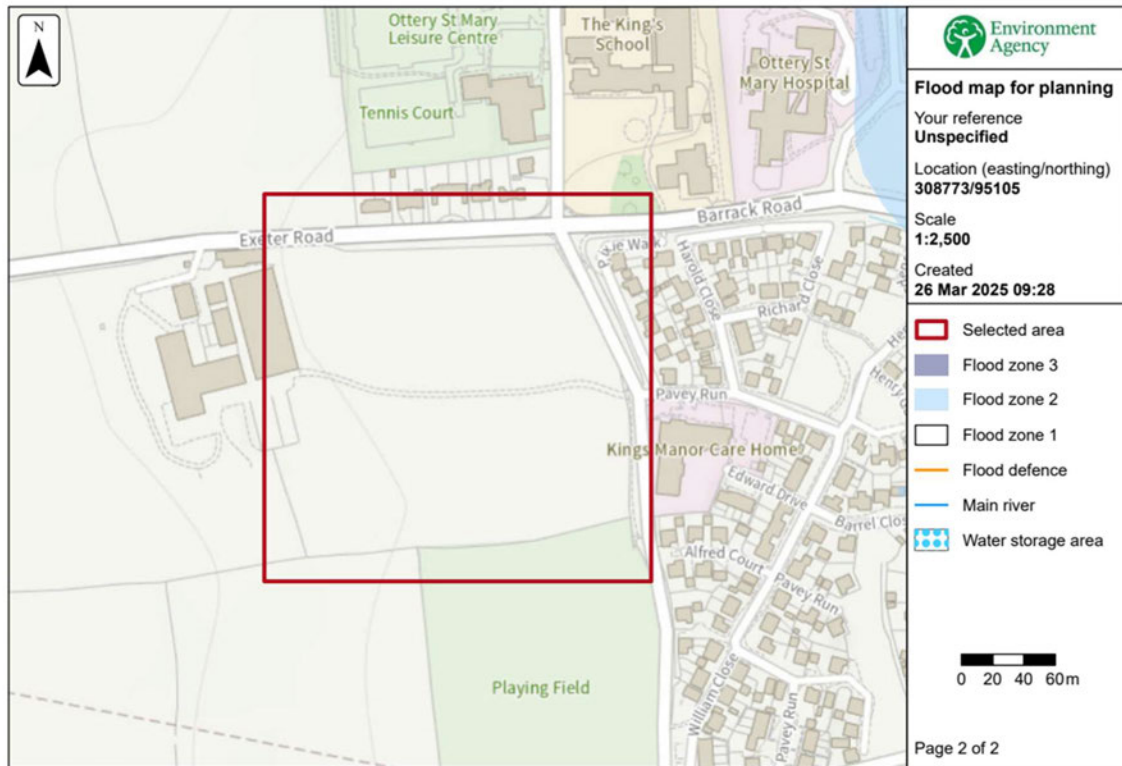 N
Ottery St Mary
Leisure Centre
The King's
School
Ottery St
Mary Hospital
Tennis Court
Exeter Road
Barrack Road
Pixie Walk
Harold Close
Richard Close
Pavey Run
Kings Manor Care Home
Edward Drive
Barrel Clos
Alfred Court
Pavey Run
Playing Field
William Close
Pavey Run
Environment
Agency
Flood map for planning
Your reference
Unspecified
Location (easting/northing)
308773/95105
Scale
1:2,500
Created
26 Mar 2025 09:28
Selected area
Flood zone 3
Flood zone 2
Flood zone 1
Flood defence
Main river
Water storage area
0 20 40 60m
Page 2 of 2